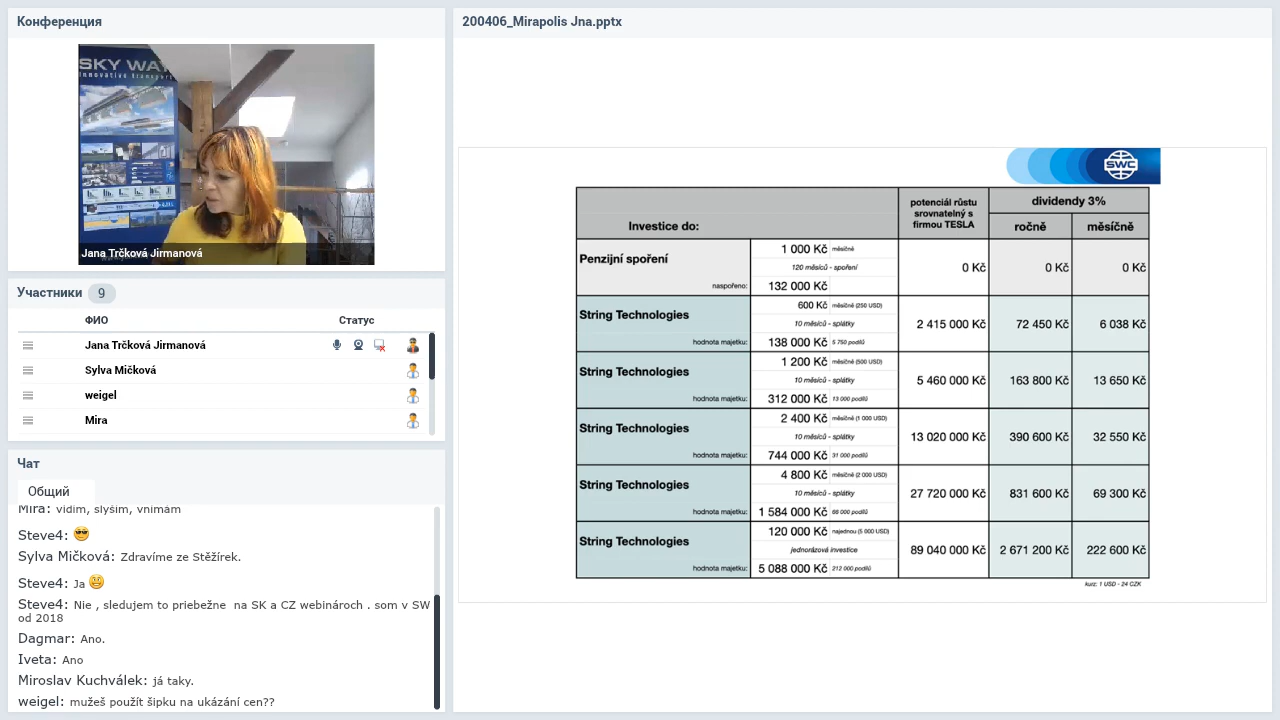 Конференция
SKY WAY
Innovative Transport
Jana Trčková Jirmanová
Участники 9
ФИО Статус
Jana Trčková Jirmanová
Sylva Mičková
weigel
Mira
Чат
Общий
Mira: vidím, slyším, vnímám
Steve4:
Sylva Mičková: Zdravíme ze Stěžírek.
Steve4: Ja
Steve4: Nie , sledujem to priebežne na SK a CZ webinároch . som v SW
od 2018
Dagmar: Ano.
Iveta: Ano
Miroslav Kuchválek: já taky.
weigel: mužeš použít šipku na ukázání cen??
200406_Mirapolis Jna.pptx
SWC
Investice do: potenciál růstu srovnatelný s firmou TESLA dividendy 3%
ročně měsíčně
Penzijní spoření 1 000 Kč měsíčně
120 měsíců - spoření 0 Kč 0 Kč 0 Kč
naspořeno: 132 000 Kč
String Technologies 600 Kč měsíčně (250 USD)
10 měsíců - splátky 2 415 000 Kč 72 450 Kč 6 038 Kč
hodnota majetku: 138 000 Kč 5 750 podílů
String Technologies 1 200 Kč měsíčně (500 USD)
10 měsíců - splátky 5 460 000 Kč 163 800 Kč 13 650 Kč
hodnota majetku: 312 000 Kč 13 000 podílů
String Technologies 2 400 Kč měsíčně (1 000 USD)
10 měsíců - splátky 13 020 000 Kč 390 600 Kč 32 550 Kč
hodnota majetku: 744 000 Kč 31 000 podílů
String Technologies 4 800 Kč měsíčně (2 000 USD)
10 měsíců - splátky 27 720 000 Kč 831 600 Kč 69 300 Kč
hodnota majetku: 1 584 000 Kč 66 000 podílů
String Technologies 120 000 Kč najednou (5 000 USD)
jednorázová investice 89 040 000 Kč 2 671 200 Kč 222 600 Kč
hodnota majetku: 5 088 000 Kč 212 000 podílů
kurz: 1 USD - 24 CZK